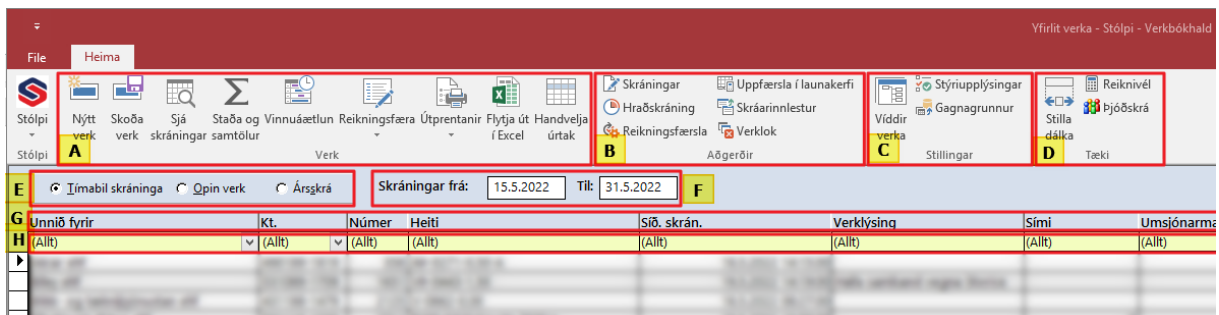 Yfirlit verka - Stólpi - Verkbókhald
File Heima
Stólpi
Nýtt verk
Skoða verk
Sjá skráningar
Staða og samtölur
Vinnuáætlun
Reikningsfæra
Útprentanir
Flytja út í Excel
Handvelja úrtak
Skráningar
Hraðskráning
Reikningsfærsla
Uppfærsla í launakerfi
Skráarinnlestur
Verklok
Víddir verka
Stýriupplýsingar
Gagnagrunnur
Stilla dálka
Reiknivél
Þjóðskrá
A B C D
Stólpi Verk Aðgerðir Stillingar Tæki
E Tímabil skráninga Opin verk Ársskrá Skráningar frá: 15.5.2022 Til: 31.5.2022 F
G Unnið fyrir Kt. Númer Heiti Síð. skrán. Verklýsing Sími Umsjónarma
H (Allt) (Allt) (Allt) (Allt) (Allt) (Allt) (Allt) (Allt)